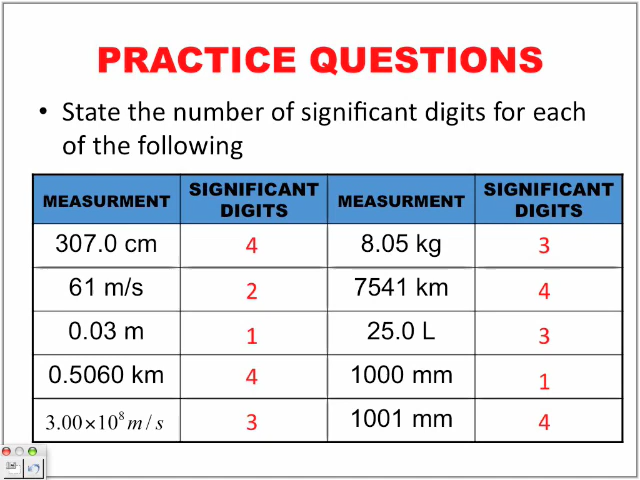 PRACTICE QUESTIONS
• State the number of significant digits for each
of the following
MEASURMENT SIGNIFICANT DIGITS MEASURMENT SIGNIFICANT DIGITS
307.0 cm 4 8.05 kg 3
61 m/s 2 7541 km 4
0.03 m 1 25.0 L 3
0.5060 km 4 1000 mm 1
3.00×10⁸ m/s 3 1001 mm 4